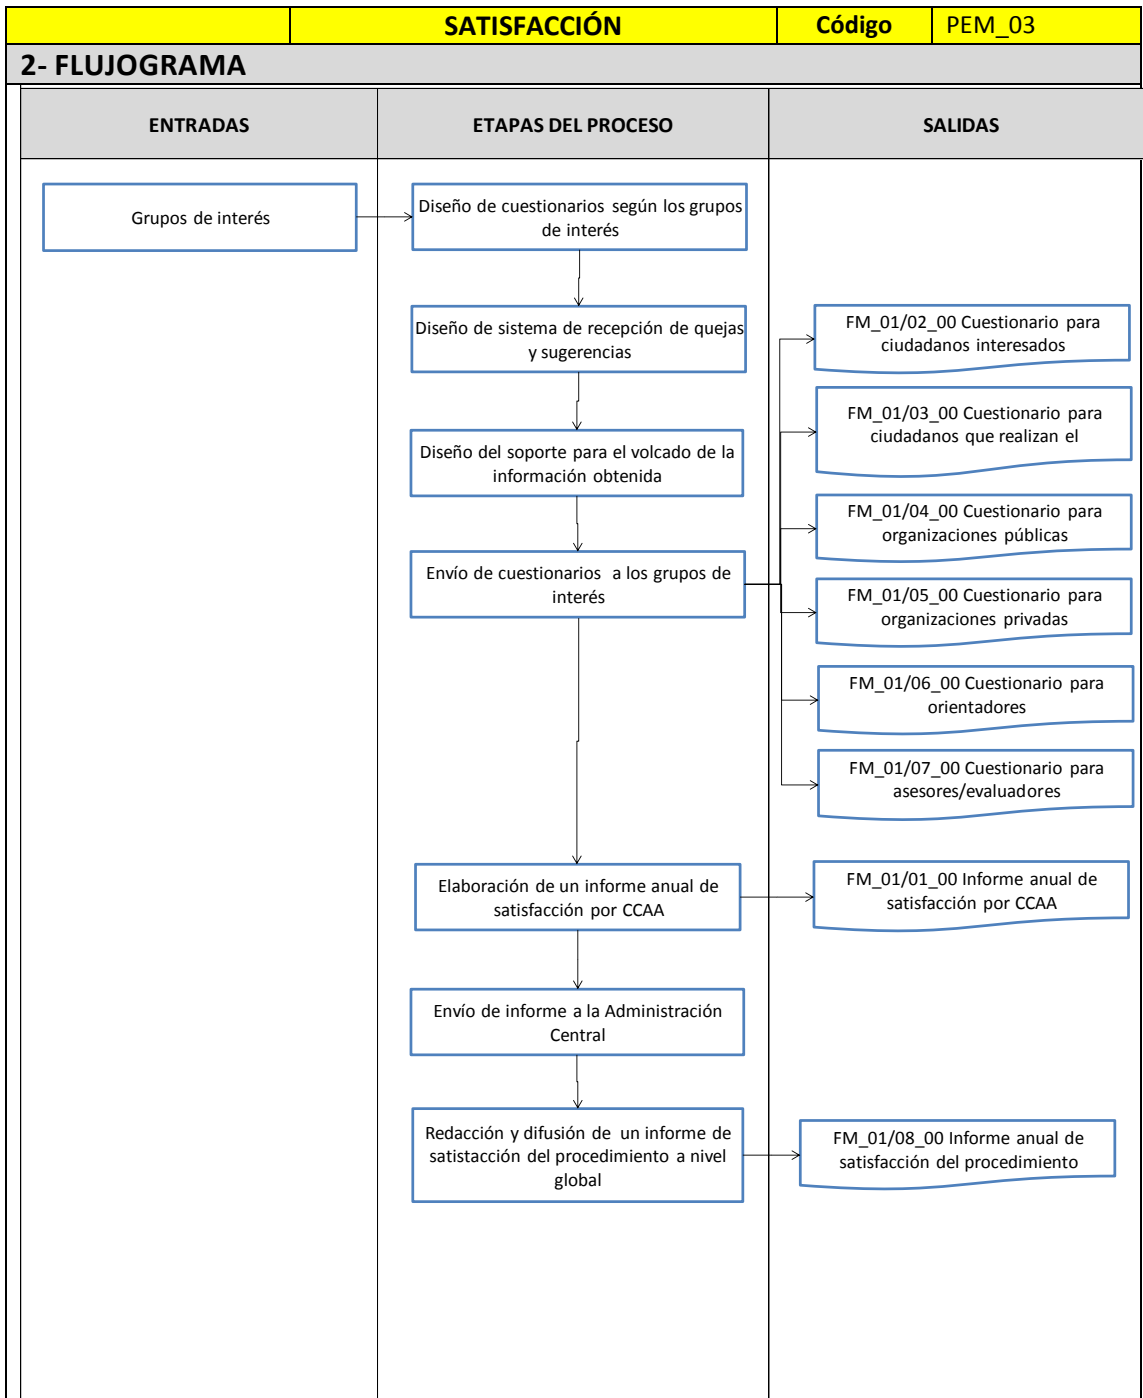 SATISFACCIÓN Código PEM_03
2- FLUJOGRAMA
ENTRADAS ETAPAS DEL PROCESO SALIDAS
Grupos de interés
Diseño de cuestionarios según los grupos
de interés
Diseño de sistema de recepción de quejas
y sugerencias
Diseño del soporte para el volcado de la
información obtenida
Envío de cuestionarios a los grupos de
interés
FM_01/02_00 Cuestionario para
ciudadanos interesados
FM_01/03_00 Cuestionario para
ciudadanos que realizan el
FM_01/04_00 Cuestionario para
organizaciones públicas
FM_01/05_00 Cuestionario para
organizaciones privadas
FM_01/06_00 Cuestionario para
orientadores
FM_01/07_00 Cuestionario para
asesores/evaluadores
Elaboración de un informe anual de
satisfacción por CCAA
FM_01/01_00 Informe anual de
satisfacción por CCAA
Envío de informe a la Administración
Central
Redacción y difusión de un informe de
satistacción del procedimiento a nivel
global
FM_01/08_00 Informe anual de
satisfacción del procedimiento